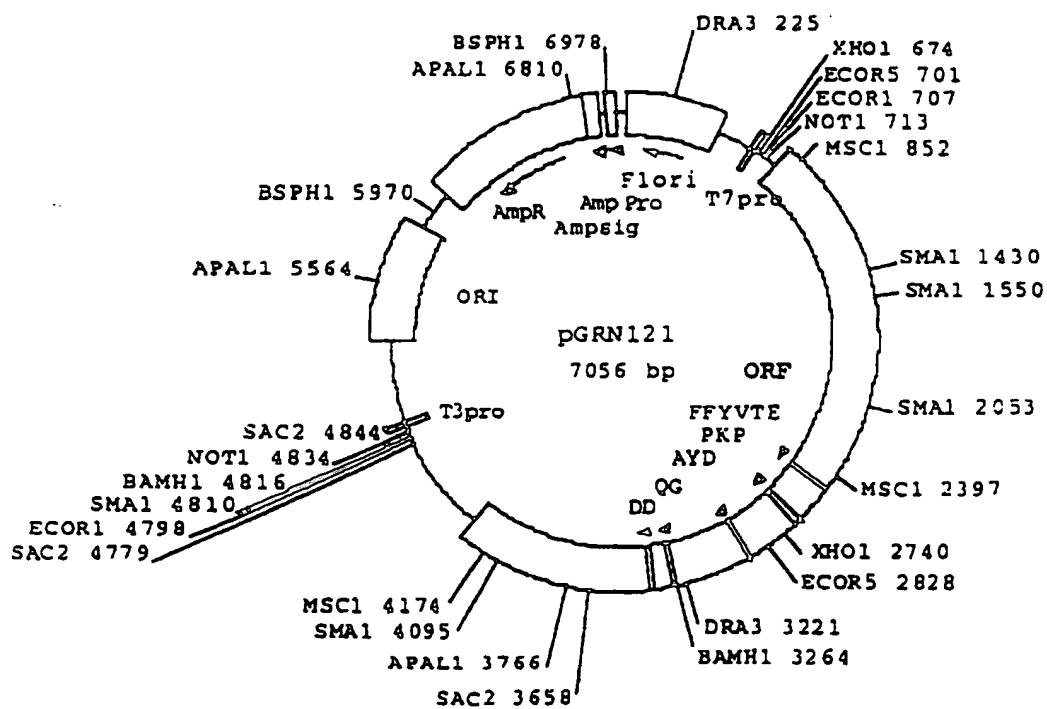 DRA3 225
BSPH1 6978
XHO1 674
APAL1 6810
ECOR5 701
ECOR1 707
NOT1 713
MSC1 852
Flori
BSPH1 5970
T7pro
AmpR
Amp Pro
Ampsig
SMA1 1430
APAL1 5564
SMA1 1550
ORI
pGRN121
7056 bp
ORF
SMA1 2053
T3pro
FFYVTE
SAC2 4844
PKP
NOT1 4834
AYD
BAMH1 4816
QG
MSC1 2397
SMA1 4810
DD
ECOR1 4798
SAC2 4779
XHO1 2740
ECOR5 2828
MSC1 4174
DRA3 3221
SMA1 4095
BAMH1 3264
APAL1 3766
SAC2 3658